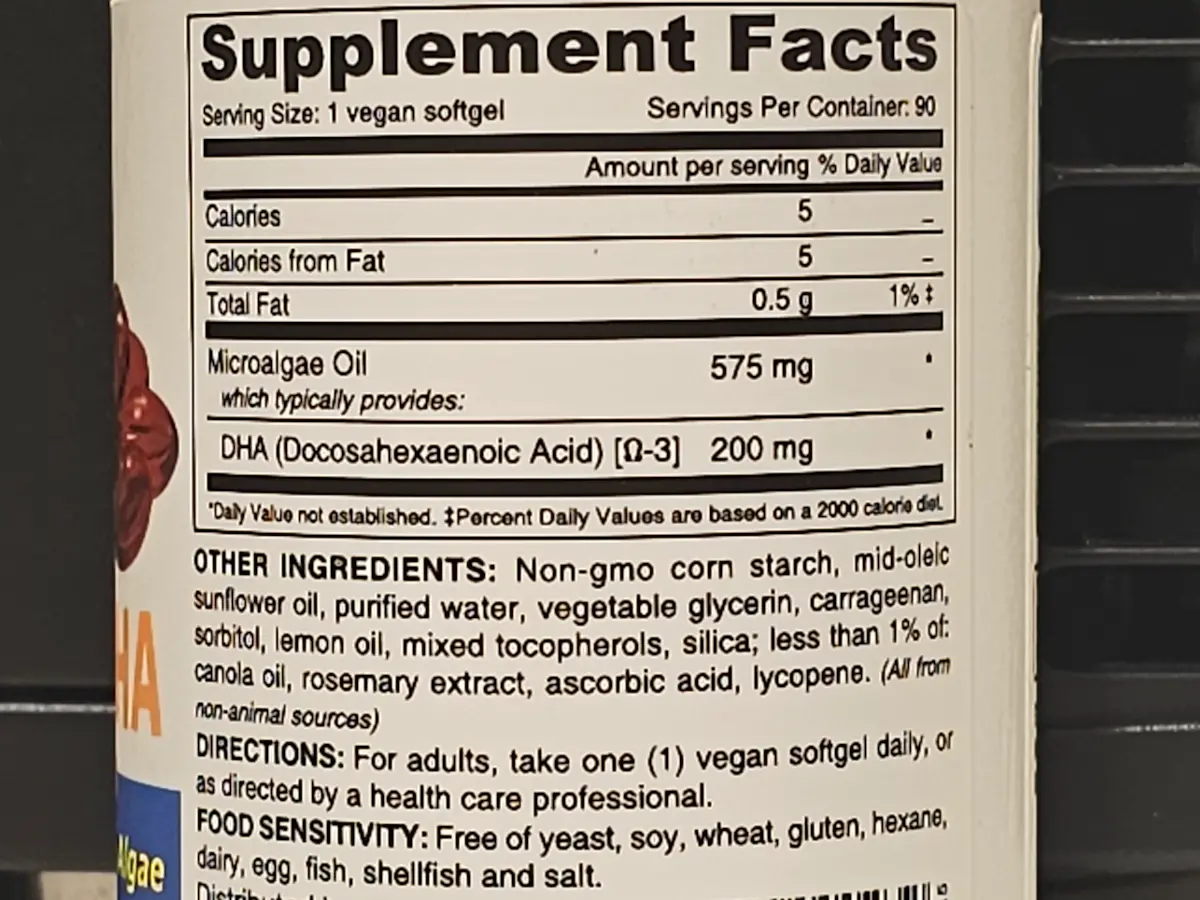 Supplement Facts
Serving Size: 1 vegan softgel Servings Per Container: 90
Amount per serving % Daily Value
Calories 5 –
Calories from Fat 5 –
Total Fat 0.5 g 1% ‡
Microalgae Oil 575 mg *
which typically provides:
DHA (Docosahexaenoic Acid) [Ω-3] 200 mg *
*Daily Value not established. ‡Percent Daily Values are based on a 2000 calorie diet.
OTHER INGREDIENTS: Non-gmo corn starch, mid-oleic
sunflower oil, purified water, vegetable glycerin, carrageenan,
sorbitol, lemon oil, mixed tocopherols, silica; less than 1% of:
canola oil, rosemary extract, ascorbic acid, lycopene. (All from
non-animal sources)
DIRECTIONS: For adults, take one (1) vegan softgel daily, or
as directed by a health care professional.
FOOD SENSITIVITY: Free of yeast, soy, wheat, gluten, hexane,
dairy, egg, fish, shellfish and salt.
HA
Algae